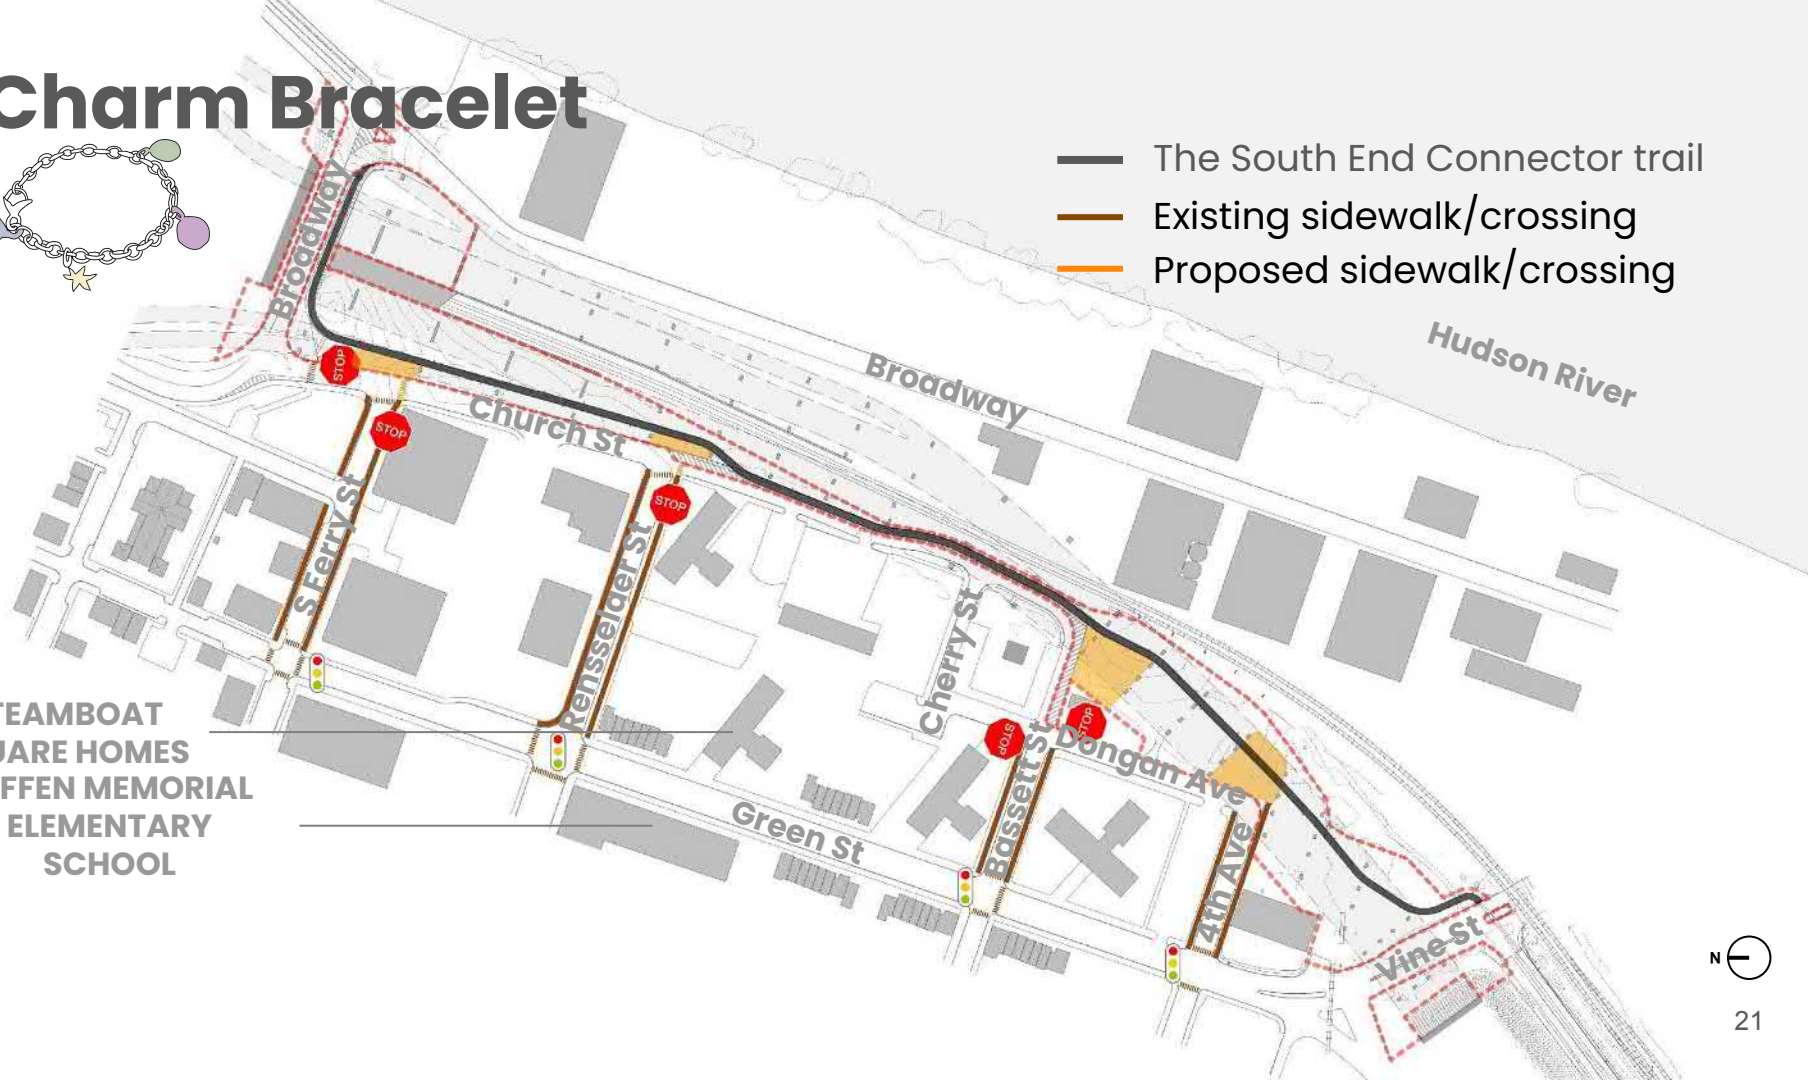 Charm Bracelet
The South End Connector trail
Existing sidewalk/crossing
Proposed sidewalk/crossing
Hudson River
Broadway
Broadway
STOP
STOP
Church St
STOP
S Ferry St
Rensselder St
Cherry St
STOP
STOP
Bassett St
Dongan Ave
4th Ave
Green St
Vine St
TEAMBOAT
UARE HOMES
FFEN MEMORIAL
ELEMENTARY
SCHOOL
N
21